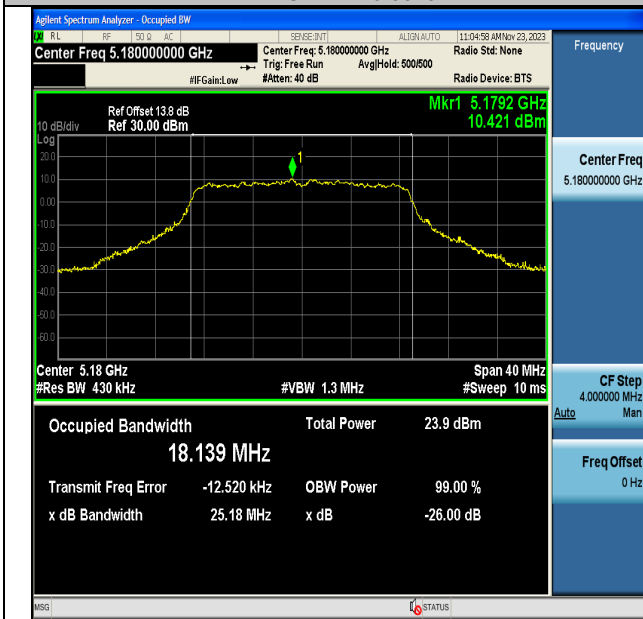 Agilent Spectrum Analyzer - Occupied BW
RL RF 50 Ω AC SENSE:INT ALIGN AUTO 11:04:58 AM Nov 23, 2023
Center Freq 5.180000000 GHz Center Freq: 5.180000000 GHz Radio Std: None
Trig: Free Run Avg|Hold: 500/500
#IFGain:Low #Atten: 40 dB Radio Device: BTS
Frequency
Mkr1 5.1792 GHz
Ref Offset 13.8 dB
10 dB/div Ref 30.00 dBm 10.421 dBm
Log
20.0
10.0
0.00
-10.0
-20.0
-30.0
-40.0
-50.0
-60.0
1
Center 5.18 GHz Span 40 MHz
#Res BW 430 kHz #VBW 1.3 MHz #Sweep 10 ms
Occupied Bandwidth Total Power 23.9 dBm
18.139 MHz
Transmit Freq Error -12.520 kHz OBW Power 99.00 %
x dB Bandwidth 25.18 MHz x dB -26.00 dB
Center Freq
5.180000000 GHz
CF Step
4.000000 MHz
Auto Man
Freq Offset
0 Hz
MSG STATUS